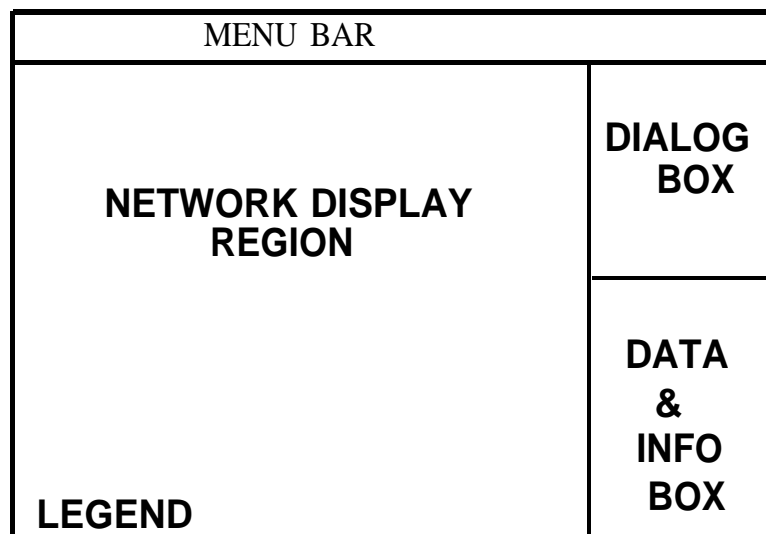 MENU BAR
NETWORK DISPLAY
REGION
LEGEND
DIALOG
BOX
DATA
&
INFO
BOX